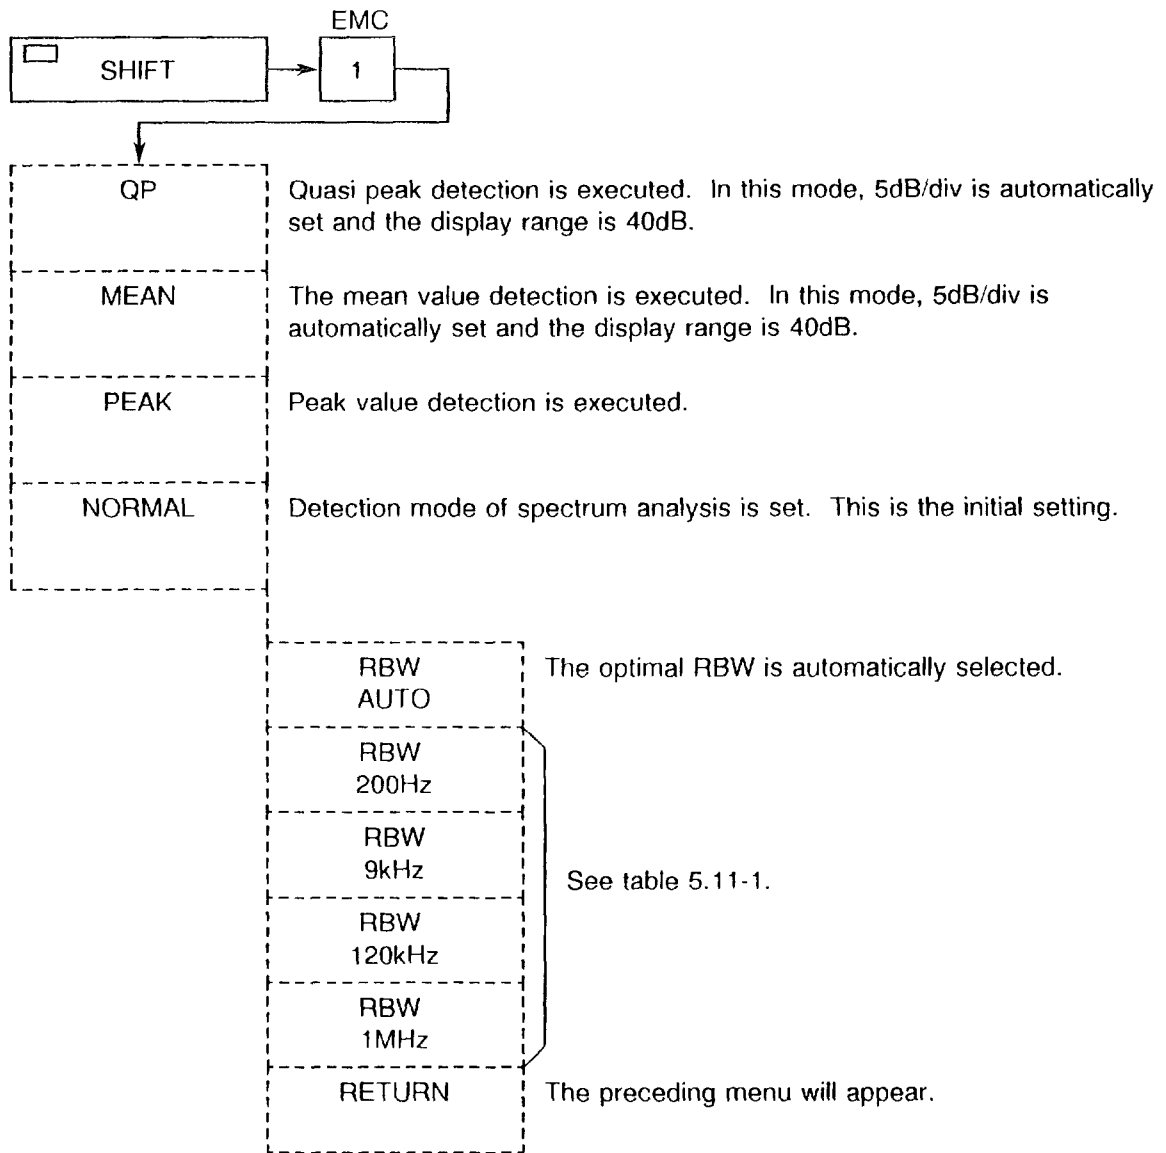 EMC
SHIFT
1
QP
Quasi peak detection is executed. In this mode, 5dB/div is automatically
set and the display range is 40dB.
MEAN
The mean value detection is executed. In this mode, 5dB/div is
automatically set and the display range is 40dB.
PEAK
Peak value detection is executed.
NORMAL
Detection mode of spectrum analysis is set. This is the initial setting.
RBW
AUTO
The optimal RBW is automatically selected.
RBW
200Hz
RBW
9kHz
RBW
120kHz
RBW
1MHz
See table 5.11-1.
RETURN
The preceding menu will appear.